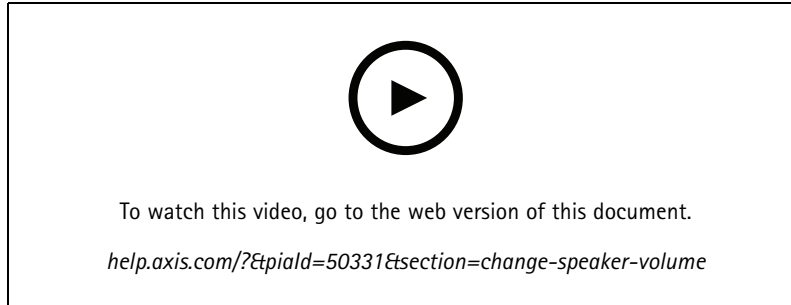 To watch this video, go to the web version of this document.
help.axis.com/?&piaId=50331&section=change-speaker-volume